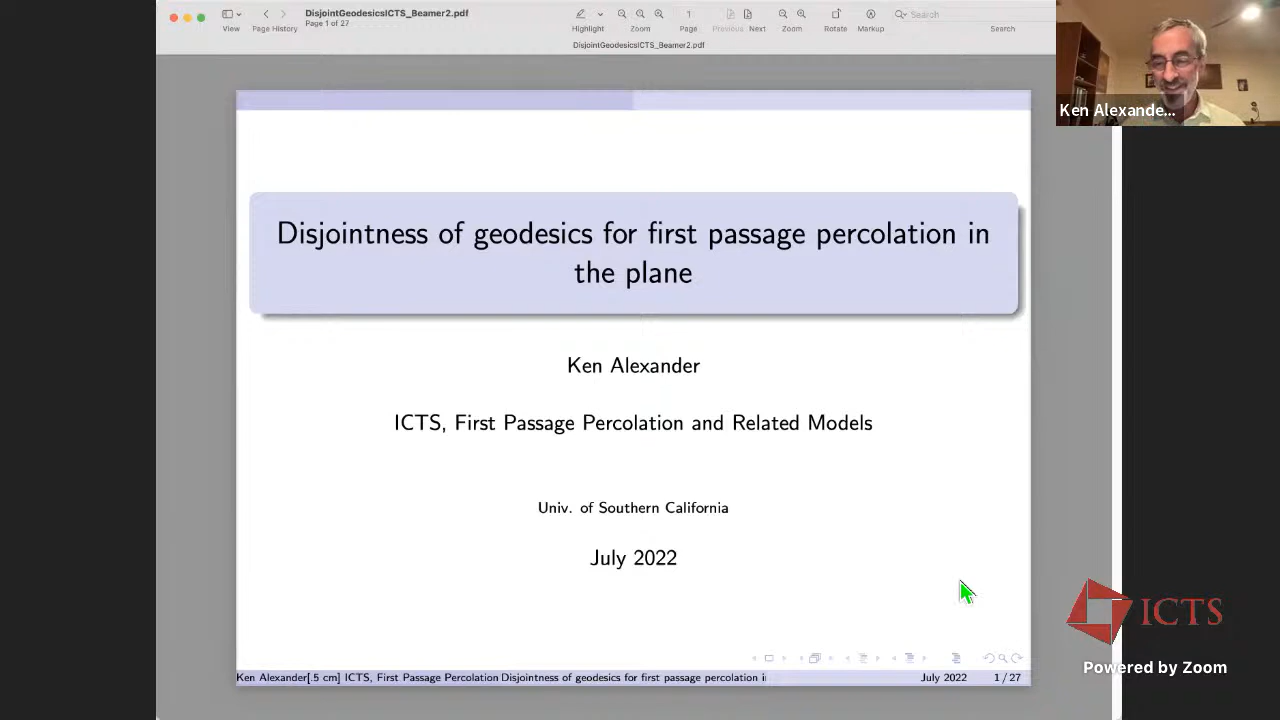 DisjointGeodesicsICTS_Beamer2.pdf
Page 1 of 27
View
Page History
Highlight
Zoom
1
Page
Previous
Next
Zoom
Rotate
Markup
Search
Search
DisjointGeodesicsICTS_Beamer2.pdf
Ken Alexande...
Disjointness of geodesics for first passage percolation in
the plane
Ken Alexander
ICTS, First Passage Percolation and Related Models
Univ. of Southern California
July 2022
ICTS
Powered by Zoom
Ken Alexander[.5 cm] ICTS, First Passage Percolation Disjointness of geodesics for first passage percolation i
July 2022
1 / 27